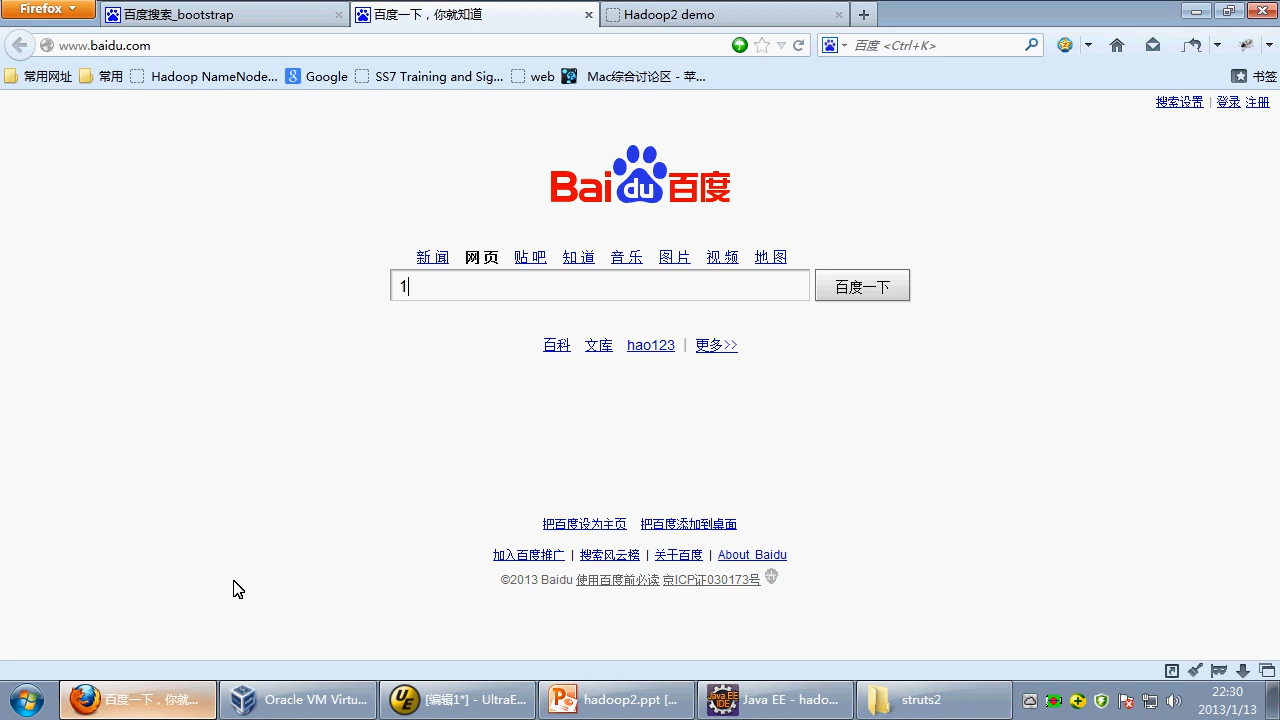 Firefox
百度搜索_bootstrap
百度一下，你就知道
Hadoop2 demo
www.baidu.com
百度 <Ctrl+K>
常用网址
常用
Hadoop NameNode...
Google
SS7 Training and Sig...
web
Mac综合讨论区 - 苹...
书签
搜索设置 | 登录 注册
Bai du 百度
新闻 网页 贴吧 知道 音乐 图片 视频 地图
1
百度一下
百科 文库 hao123 | 更多>>
把百度设为主页 把百度添加到桌面
加入百度推广 | 搜索风云榜 | 关于百度 | About Baidu
©2013 Baidu 使用百度前必读 京ICP证030173号
百度一下，你就...
Oracle VM Virtu...
[编辑1*] - UltraE...
hadoop2.ppt [...
Java EE - hado...
struts2
22:30
2013/1/13